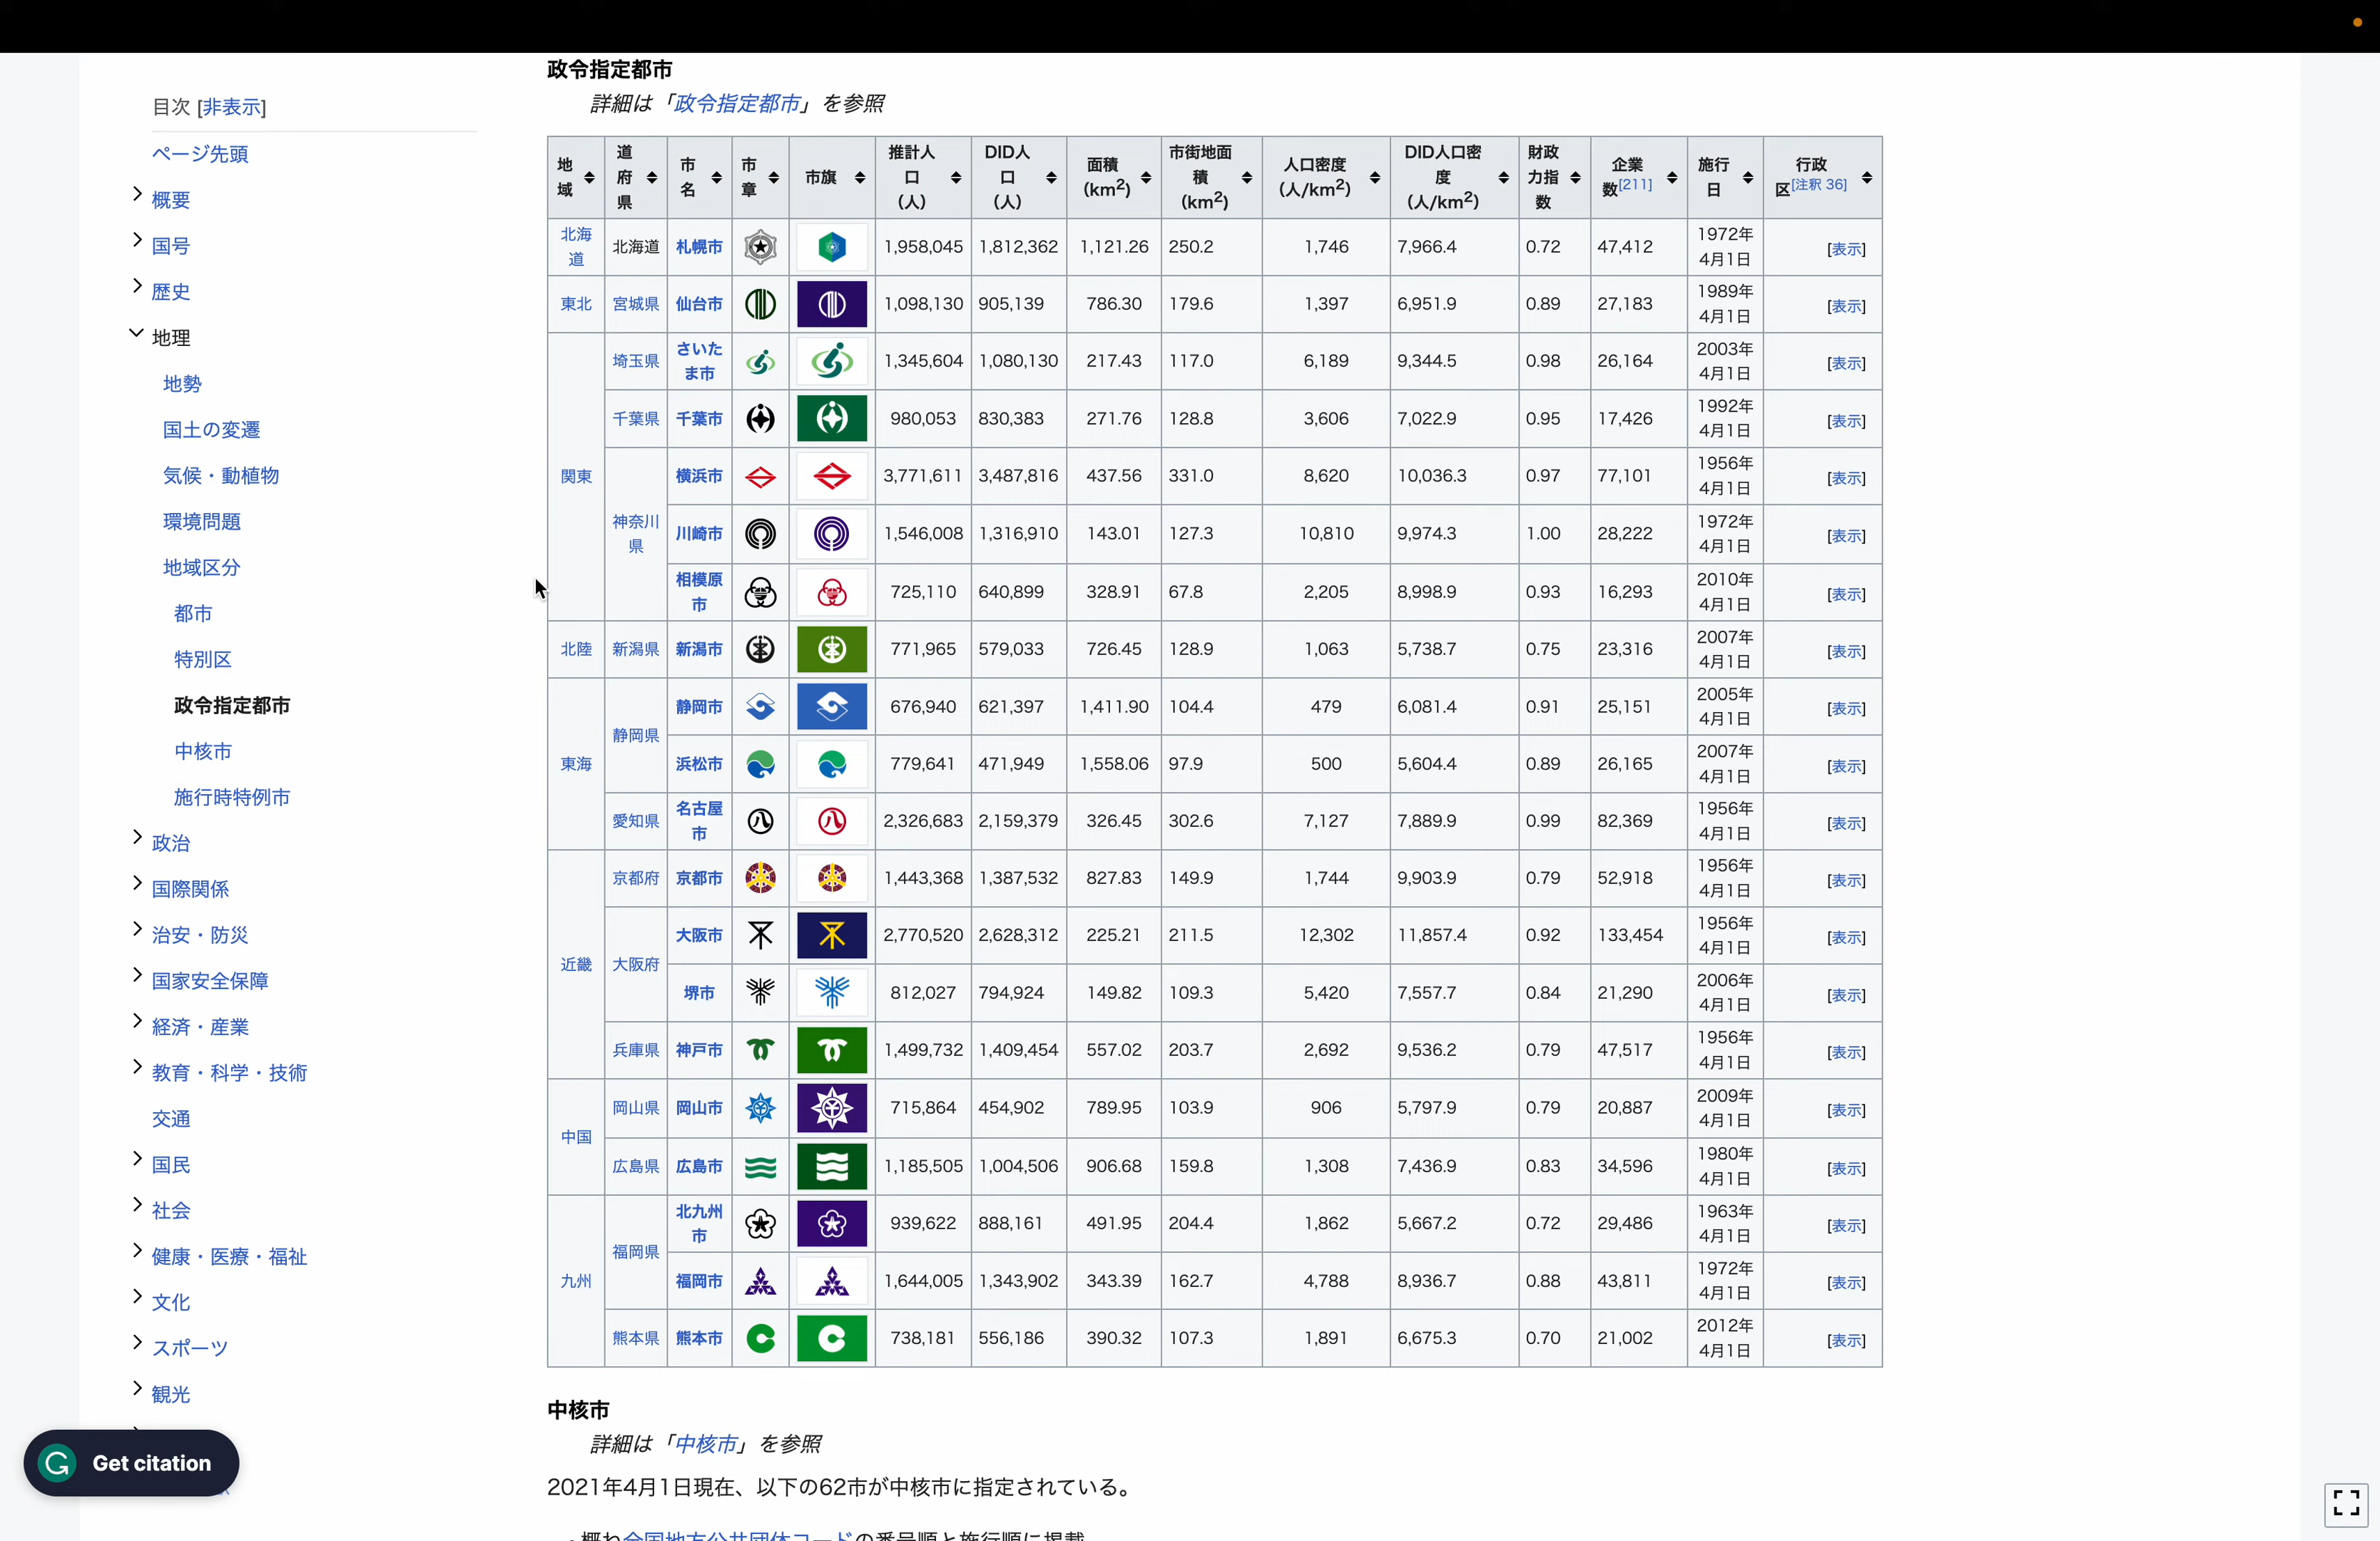 目次 [非表示]
ページ先頭
概要
国号
歴史
地理
地勢
国土の変遷
気候・動植物
環境問題
地域区分
都市
特別区
政令指定都市
中核市
施行時特例市
政治
国際関係
治安・防災
国家安全保障
経済・産業
教育・科学・技術
交通
国民
社会
健康・医療・福祉
文化
スポーツ
観光
Get citation
政令指定都市
詳細は「政令指定都市」を参照
地域 道府県 市名 市章 市旗 推計人口（人） DID人口（人） 面積(km2) 市街地面積(km2) 人口密度(人/km2) DID人口密度(人/km2) 財政力指数 企業数[211] 施行日 行政区[注釈 36]
北海道 北海道 札幌市 1,958,045 1,812,362 1,121.26 250.2 1,746 7,966.4 0.72 47,412 1972年4月1日 [表示]
東北 宮城県 仙台市 1,098,130 905,139 786.30 179.6 1,397 6,951.9 0.89 27,183 1989年4月1日 [表示]
関東 埼玉県 さいたま市 1,345,604 1,080,130 217.43 117.0 6,189 9,344.5 0.98 26,164 2003年4月1日 [表示]
千葉県 千葉市 980,053 830,383 271.76 128.8 3,606 7,022.9 0.95 17,426 1992年4月1日 [表示]
神奈川県 横浜市 3,771,611 3,487,816 437.56 331.0 8,620 10,036.3 0.97 77,101 1956年4月1日 [表示]
川崎市 1,546,008 1,316,910 143.01 127.3 10,810 9,974.3 1.00 28,222 1972年4月1日 [表示]
相模原市 725,110 640,899 328.91 67.8 2,205 8,998.9 0.93 16,293 2010年4月1日 [表示]
北陸 新潟県 新潟市 771,965 579,033 726.45 128.9 1,063 5,738.7 0.75 23,316 2007年4月1日 [表示]
東海 静岡県 静岡市 676,940 621,397 1,411.90 104.4 479 6,081.4 0.91 25,151 2005年4月1日 [表示]
浜松市 779,641 471,949 1,558.06 97.9 500 5,604.4 0.89 26,165 2007年4月1日 [表示]
愛知県 名古屋市 2,326,683 2,159,379 326.45 302.6 7,127 7,889.9 0.99 82,369 1956年4月1日 [表示]
近畿 京都府 京都市 1,443,368 1,387,532 827.83 149.9 1,744 9,903.9 0.79 52,918 1956年4月1日 [表示]
大阪府 大阪市 2,770,520 2,628,312 225.21 211.5 12,302 11,857.4 0.92 133,454 1956年4月1日 [表示]
堺市 812,027 794,924 149.82 109.3 5,420 7,557.7 0.84 21,290 2006年4月1日 [表示]
兵庫県 神戸市 1,499,732 1,409,454 557.02 203.7 2,692 9,536.2 0.79 47,517 1956年4月1日 [表示]
中国 岡山県 岡山市 715,864 454,902 789.95 103.9 906 5,797.9 0.79 20,887 2009年4月1日 [表示]
広島県 広島市 1,185,505 1,004,506 906.68 159.8 1,308 7,436.9 0.83 34,596 1980年4月1日 [表示]
九州 福岡県 北九州市 939,622 888,161 491.95 204.4 1,862 5,667.2 0.72 29,486 1963年4月1日 [表示]
福岡市 1,644,005 1,343,902 343.39 162.7 4,788 8,936.7 0.88 43,811 1972年4月1日 [表示]
熊本県 熊本市 738,181 556,186 390.32 107.3 1,891 6,675.3 0.70 21,002 2012年4月1日 [表示]
中核市
詳細は「中核市」を参照
2021年4月1日現在、以下の62市が中核市に指定されている。
・概ね全国地方公共団体コードの番号順と施行順に掲載